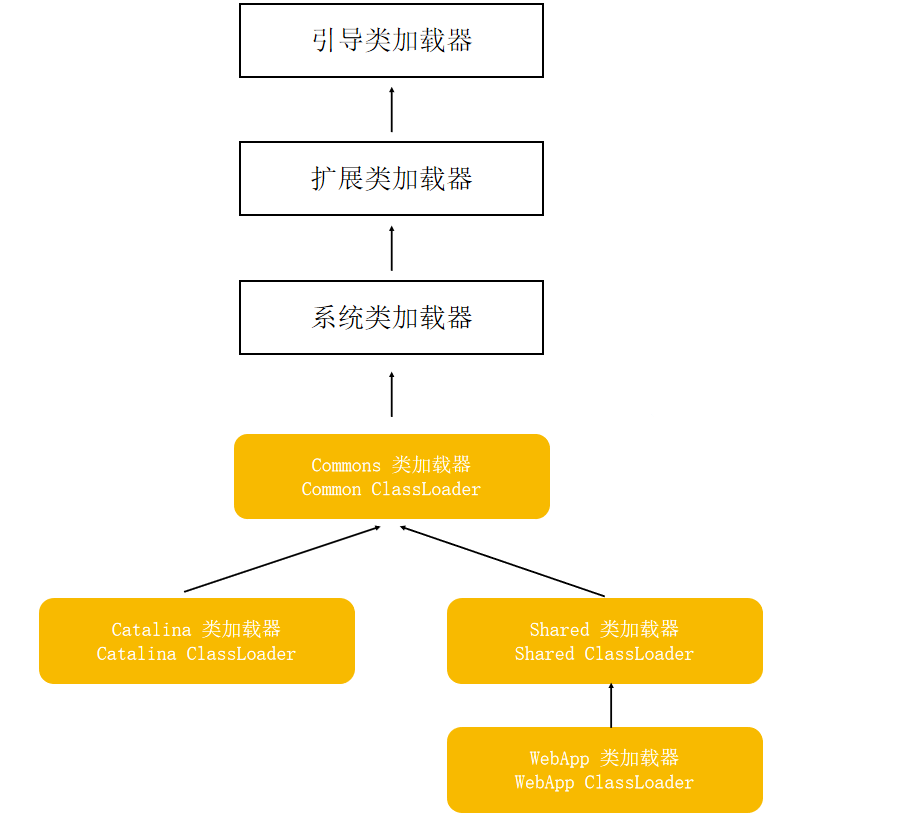 引导类加载器
扩展类加载器
系统类加载器
Commons 类加载器
Common ClassLoader
Catalina 类加载器
Catalina ClassLoader
Shared 类加载器
Shared ClassLoader
WebApp 类加载器
WebApp ClassLoader